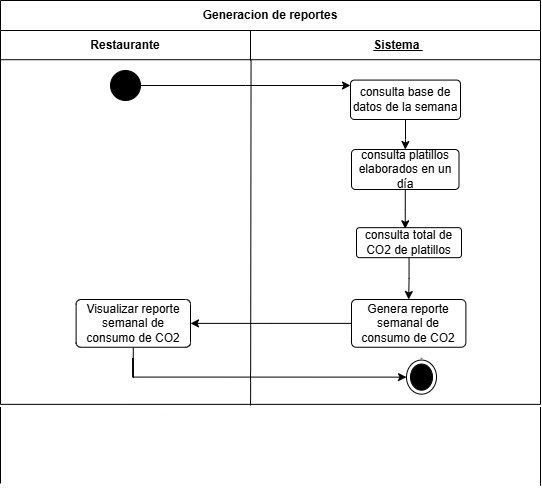 Generacion de reportes
Restaurante
Sistema
consulta base de
datos de la semana
consulta platillos
elaborados en un
día
consulta total de
CO2 de platillos
Visualizar reporte
semanal de
consumo de CO2
Genera reporte
semanal de
consumo de CO2